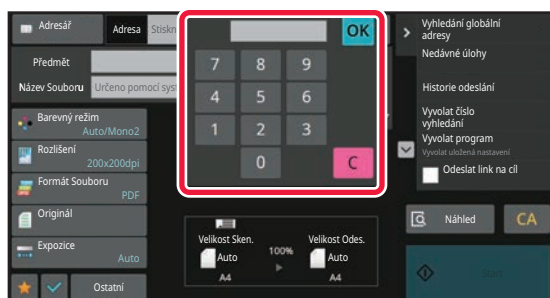 Adresář
Adresa
Stiskn
OK
Předmět
Název Souboru
Určeno pomocí syst
7 8 9
4 5 6
1 2 3
0 C
Barevný režim
Auto/Mono2
Rozlišení
200x200dpi
Formát Souboru
PDF
Originál
Expozice
Auto
Ostatní
Velikost Sken.
Auto
A4
100%
Velikost Odes.
Auto
A4
Vyhledání globální
adresy
Nedávné úlohy
Historie odeslání
Vyvolat číslo
vyhledání
Vyvolat program
Vyvolat uložená nastavení
Odeslat link na cíl
Náhled
CA
Start